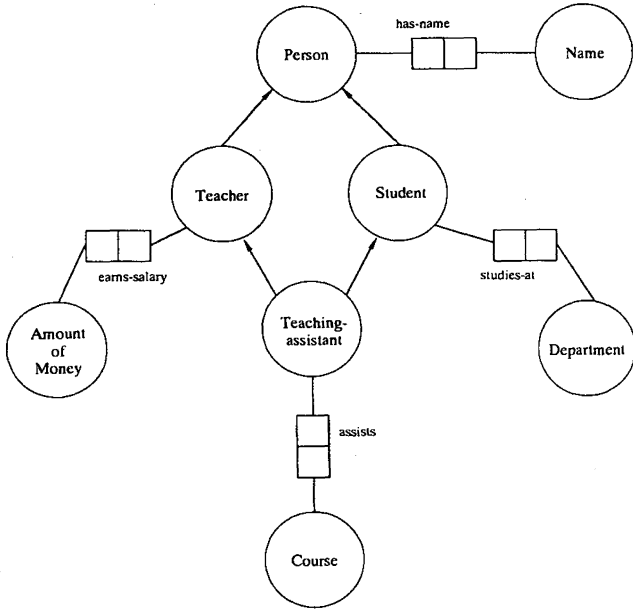 has-name
Person
Name
Teacher
Student
earns-salary
studies-at
Teaching-
assistant
Amount
of
Money
Department
assists
Course